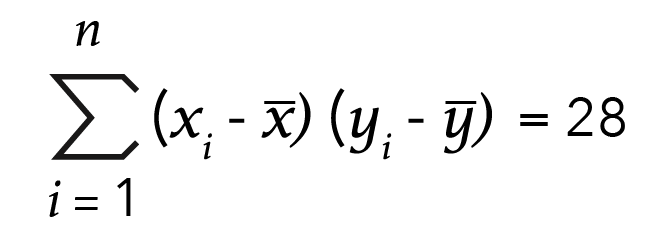 n
∑ (xᵢ - x̅) (yᵢ - y̅) = 28
i = 1